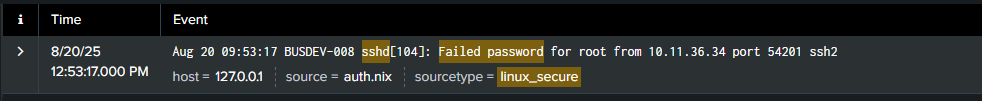 i Time Event
8/20/25 Aug 20 09:53:17 BUSDEV-008 sshd[104]: Failed password for root from 10.11.36.34 port 54201 ssh2
12:53:17.000 PM host = 127.0.0.1 source = auth.nix sourcetype = linux_secure